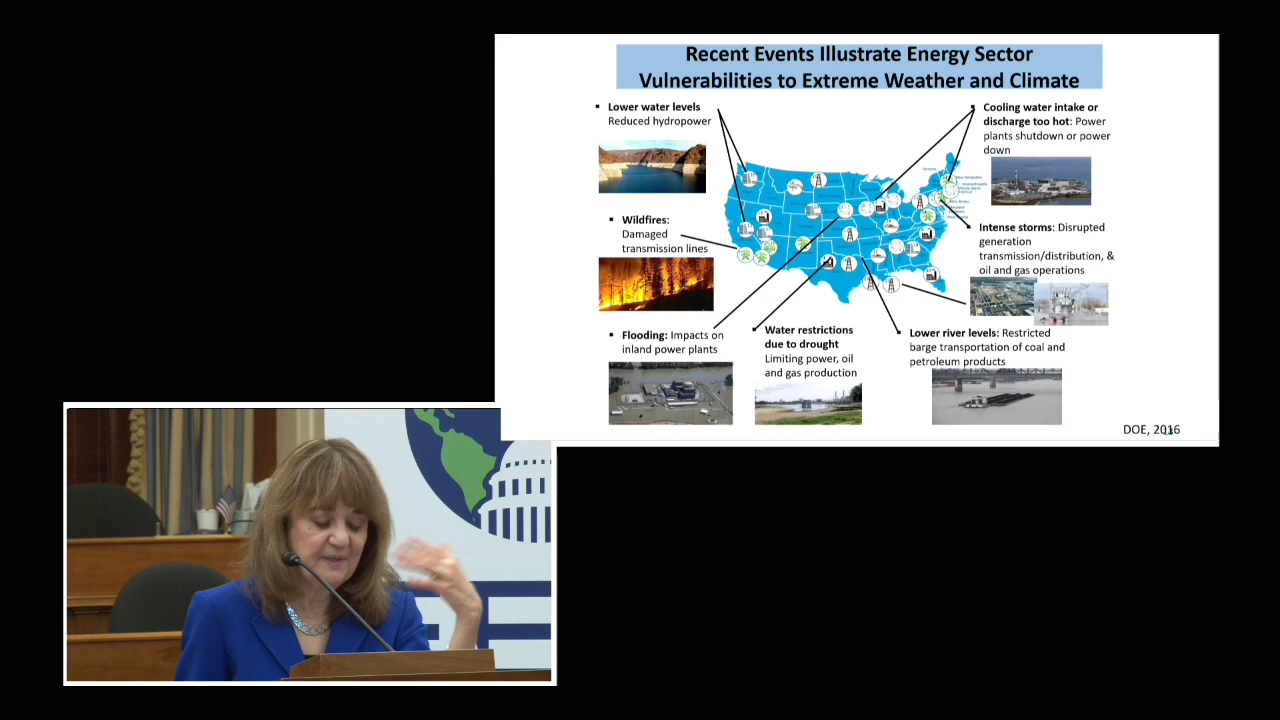 Recent Events Illustrate Energy Sector
Vulnerabilities to Extreme Weather and Climate
▪ Lower water levels
Reduced hydropower
▪ Wildfires:
Damaged
transmission lines
▪ Flooding: Impacts on
inland power plants
▪ Water restrictions
due to drought
Limiting power, oil
and gas production
▪ Lower river levels: Restricted
barge transportation of coal and
petroleum products
▪ Cooling water intake or
discharge too hot: Power
plants shutdown or power
down
▪ Intense storms: Disrupted
generation
transmission/distribution, &
oil and gas operations
DOE, 2016